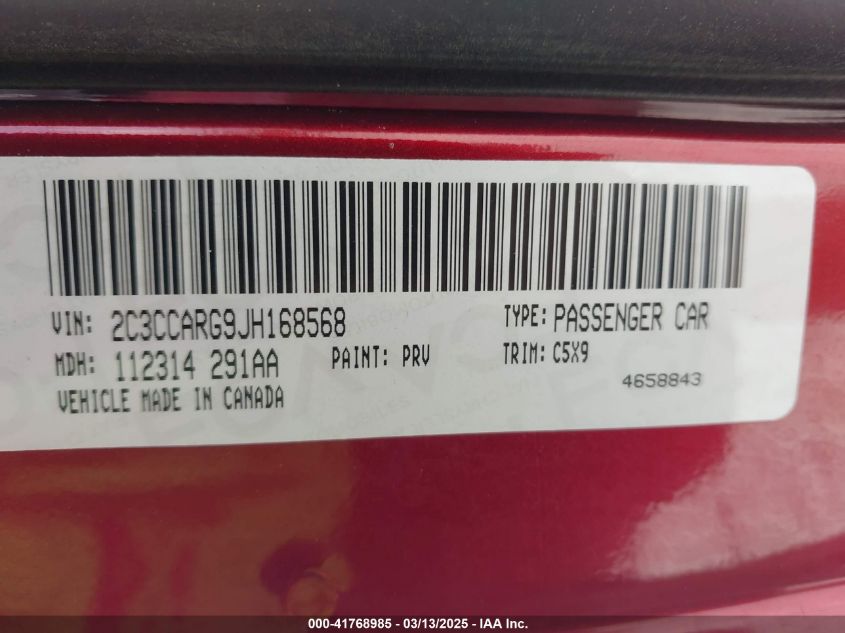 VIN: 2C3CCARG9JH168568 TYPE: PASSENGER CAR
MDH: 112314 291AA PAINT: PRV TRIM: C5X9
4658843
VEHICLE MADE IN CANADA
000-41768985 - 03/13/2025 - IAA Inc.